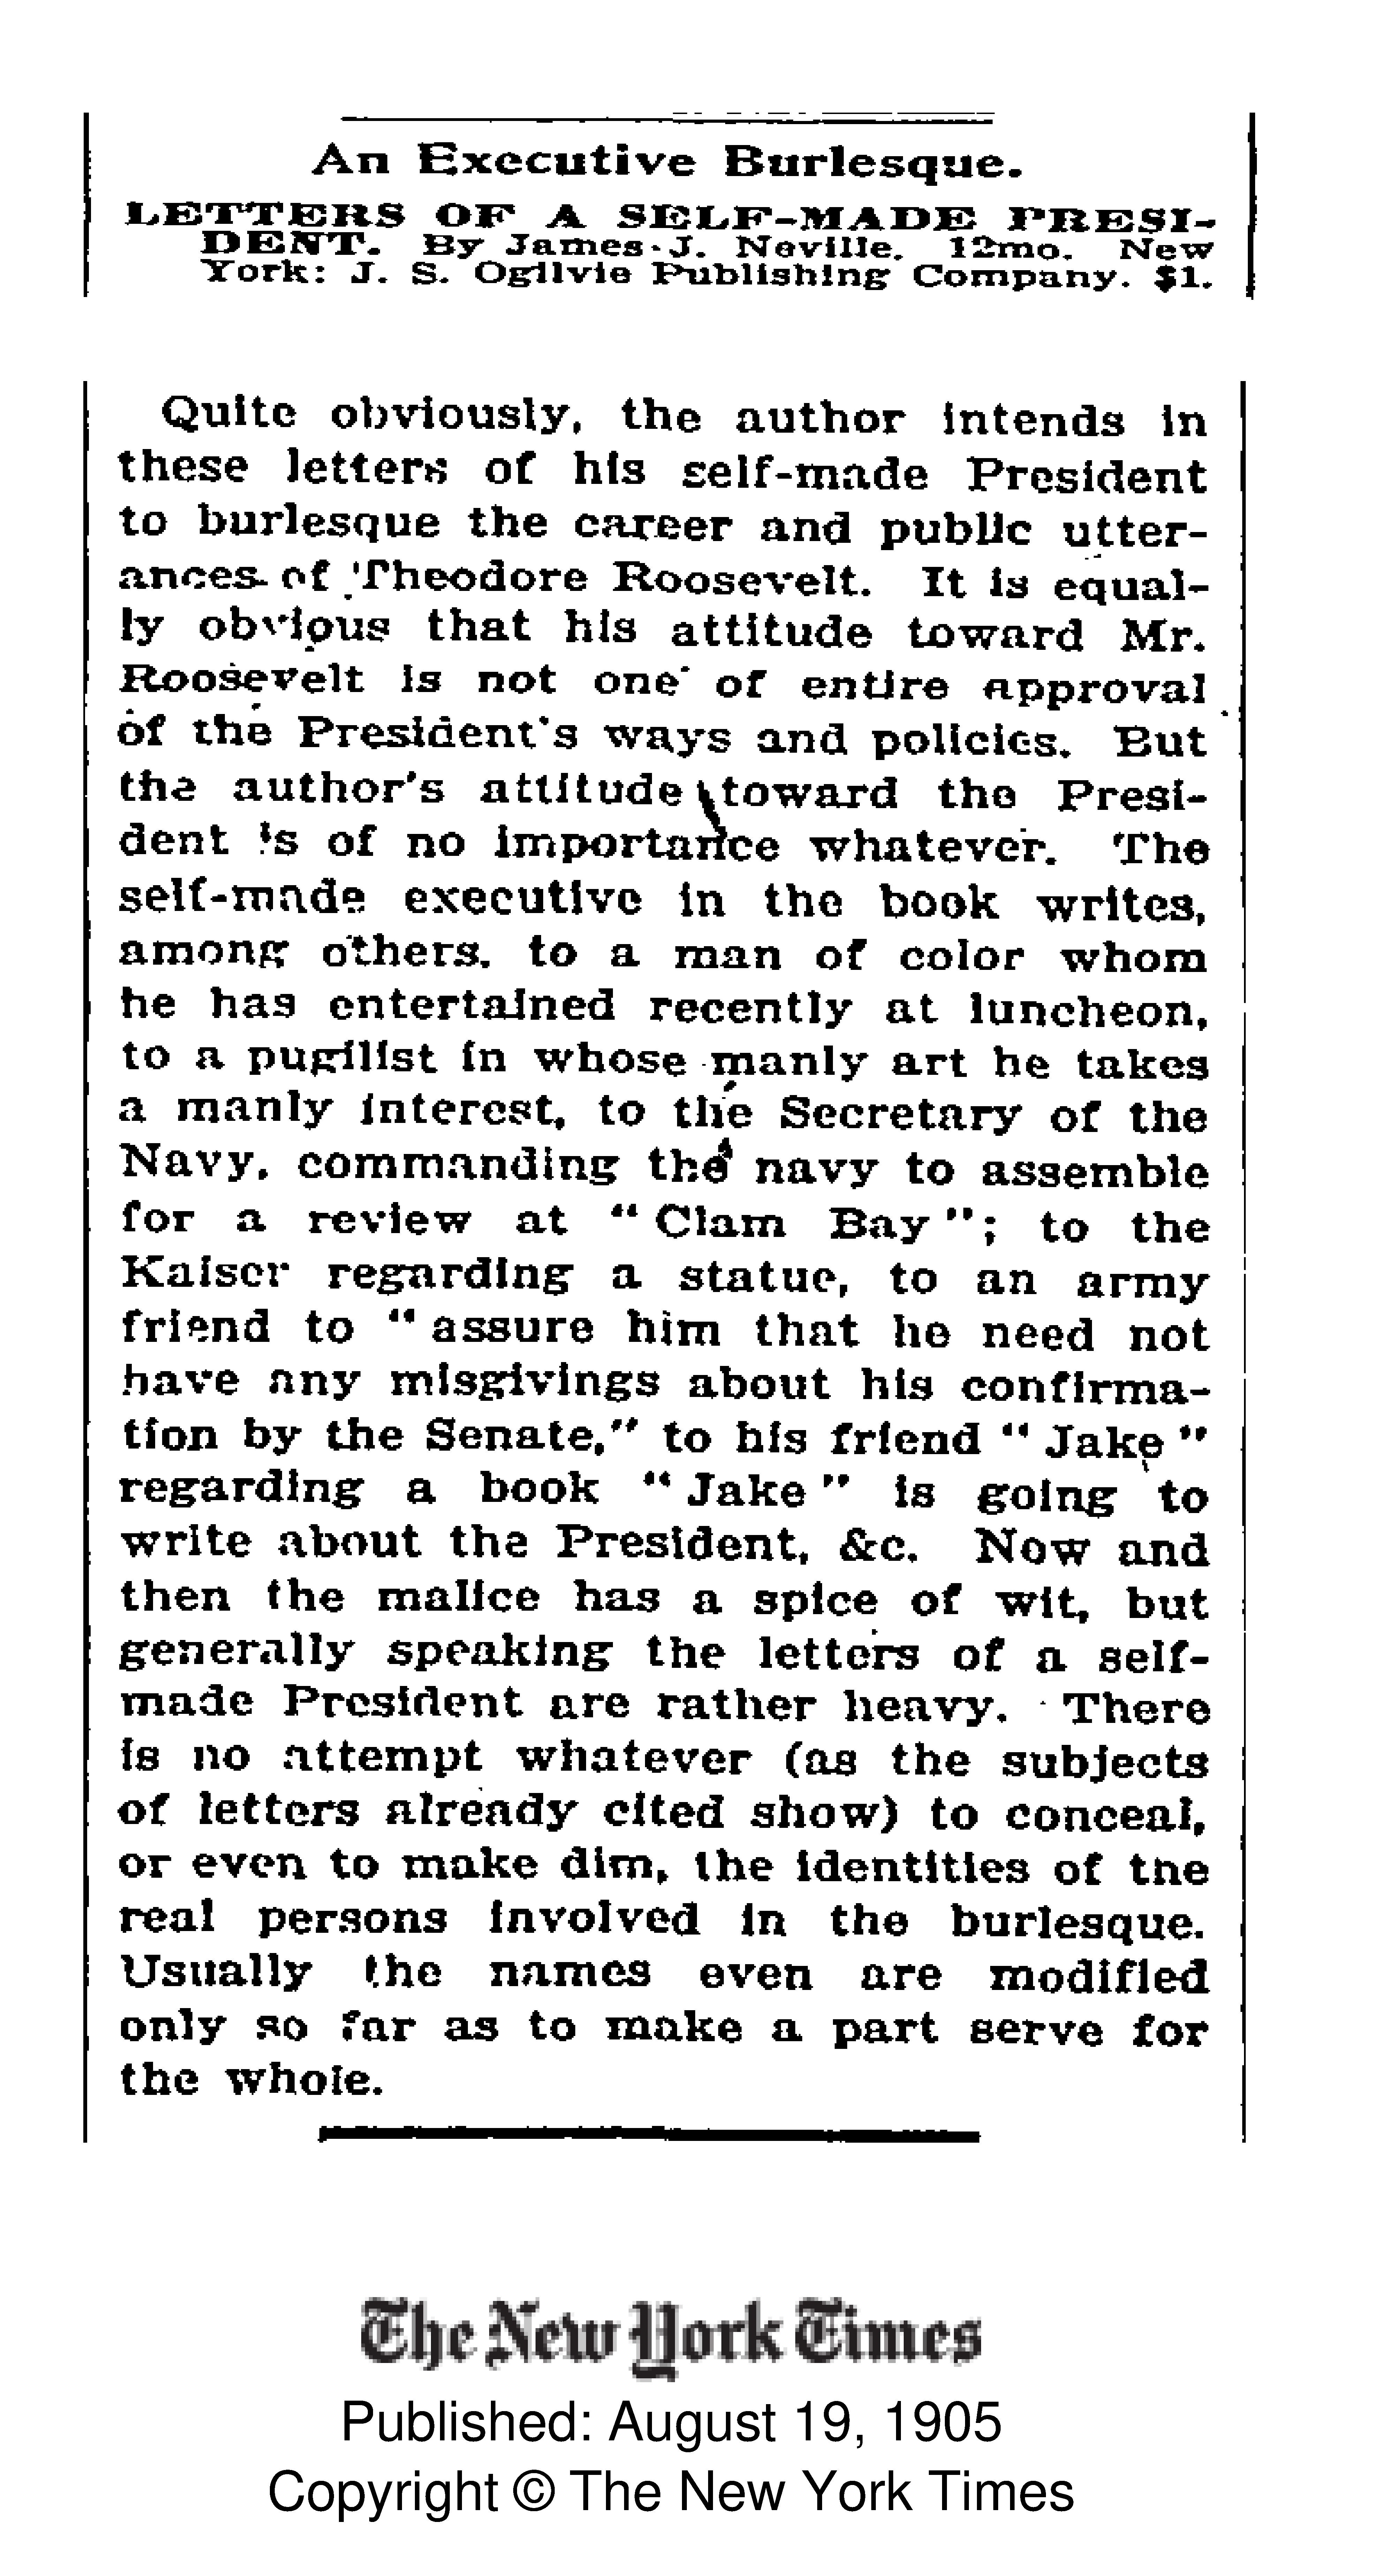 An Executive Burlesque.
LETTERS OF A SELF-MADE PRESI-
DENT. By James J. Neville. 12mo. New
York: J. S. Ogilvie Publishing Company. $1.
Quite obviously, the author intends in
these letters of his self-made President
to burlesque the career and public utter-
ances of Theodore Roosevelt. It is equal-
ly obvious that his attitude toward Mr.
Roosevelt is not one of entire approval
of the President's ways and policies. But
the author's attitude toward the Presi-
dent is of no importance whatever. The
self-made executive in the book writes,
among others, to a man of color whom
he has entertained recently at luncheon,
to a pugilist in whose manly art he takes
a manly interest, to the Secretary of the
Navy, commanding the navy to assemble
for a review at "Clam Bay"; to the
Kaiser regarding a statue, to an army
friend to "assure him that he need not
have any misgivings about his confirma-
tion by the Senate," to his friend "Jake"
regarding a book "Jake" is going to
write about the President, &c. Now and
then the malice has a spice of wit, but
generally speaking the letters of a self-
made President are rather heavy. There
is no attempt whatever (as the subjects
of letters already cited show) to conceal,
or even to make dim, the identities of the
real persons involved in the burlesque.
Usually the names even are modified
only so far as to make a part serve for
the whole.
The New York Times
Published: August 19, 1905
Copyright © The New York Times